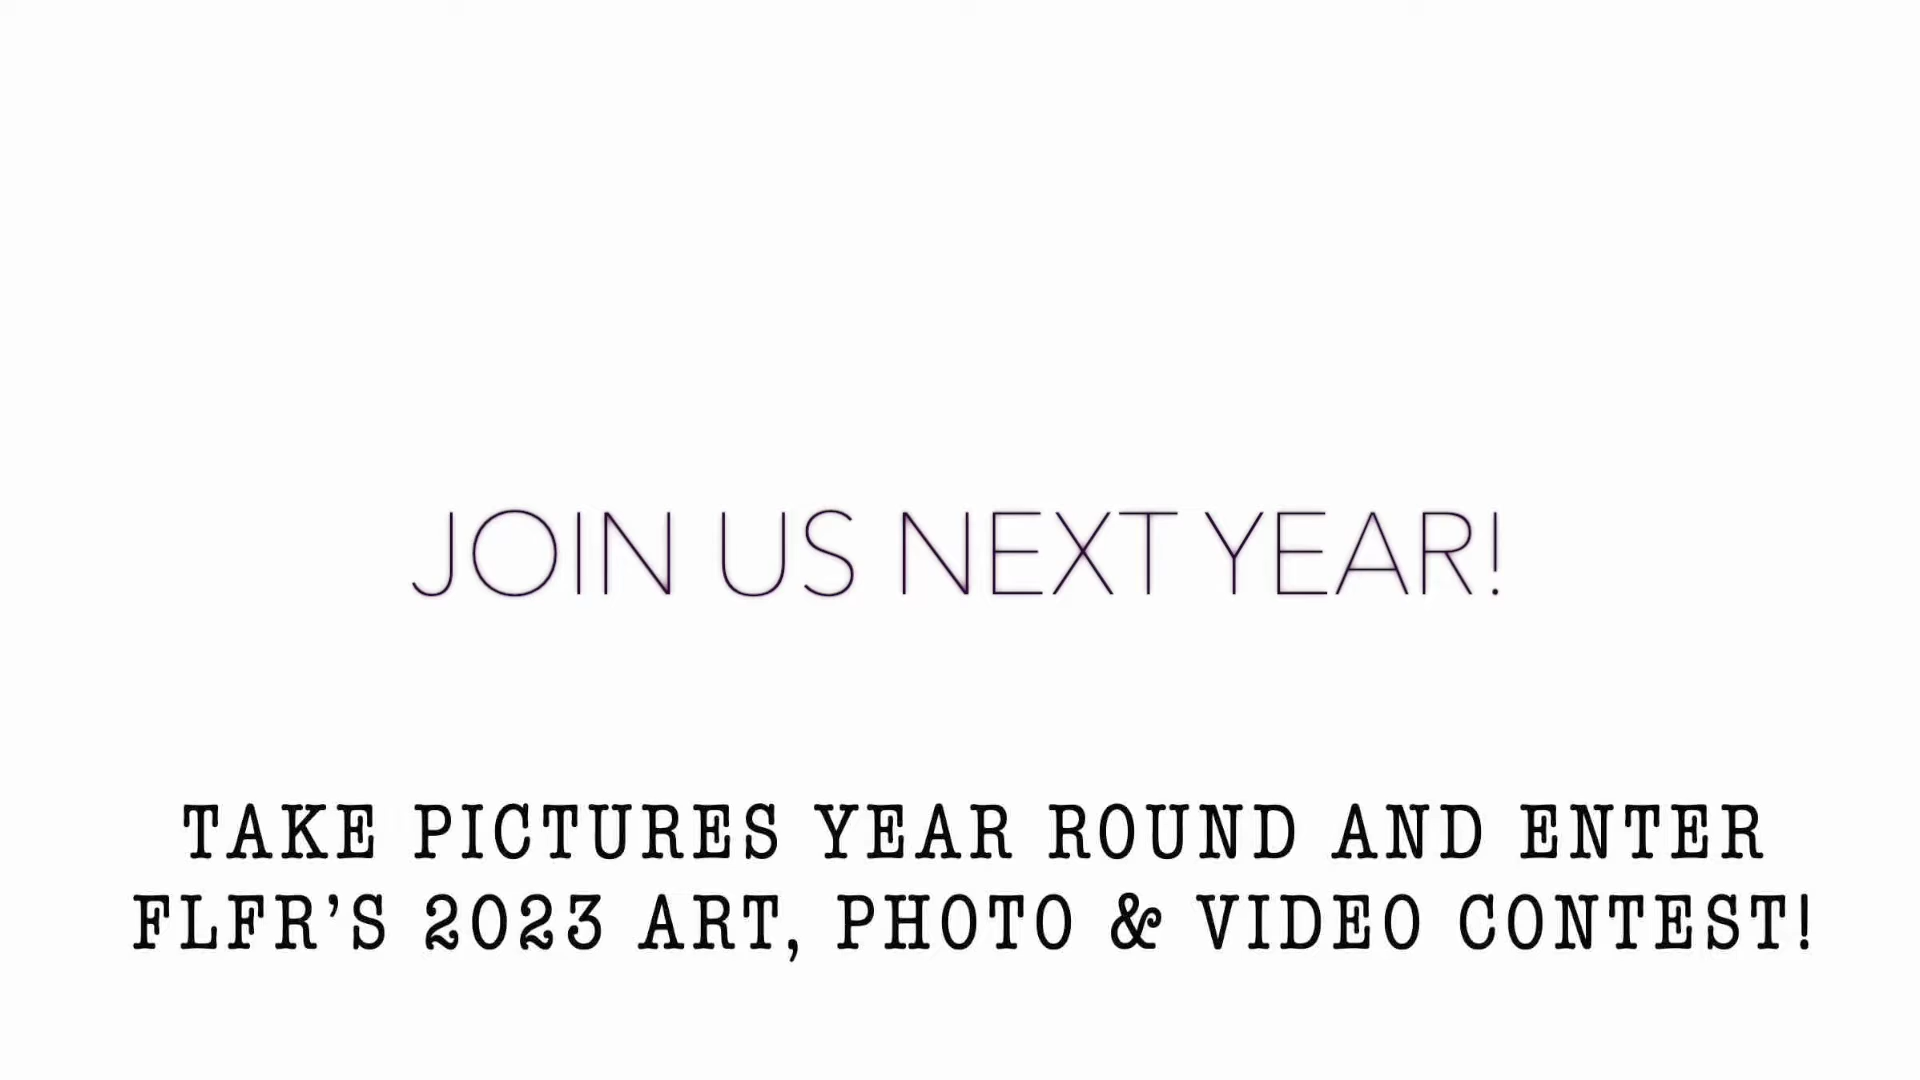 JOIN US NEXT YEAR!
TAKE PICTURES YEAR ROUND AND ENTER
FLFR’S 2023 ART, PHOTO & VIDEO CONTEST!